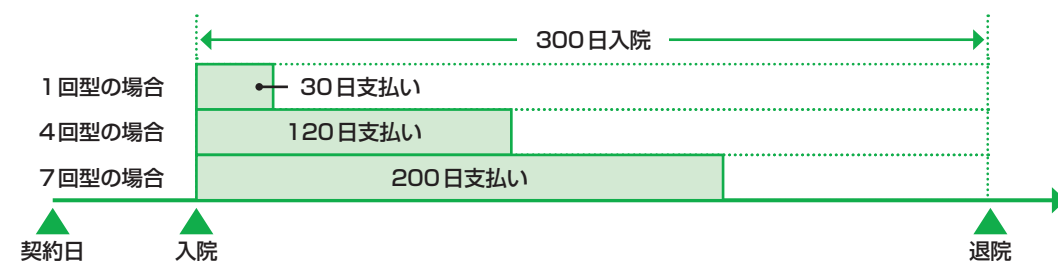 300日入院
1回型の場合
30日支払い
4回型の場合
120日支払い
7回型の場合
200日支払い
契約日
入院
退院